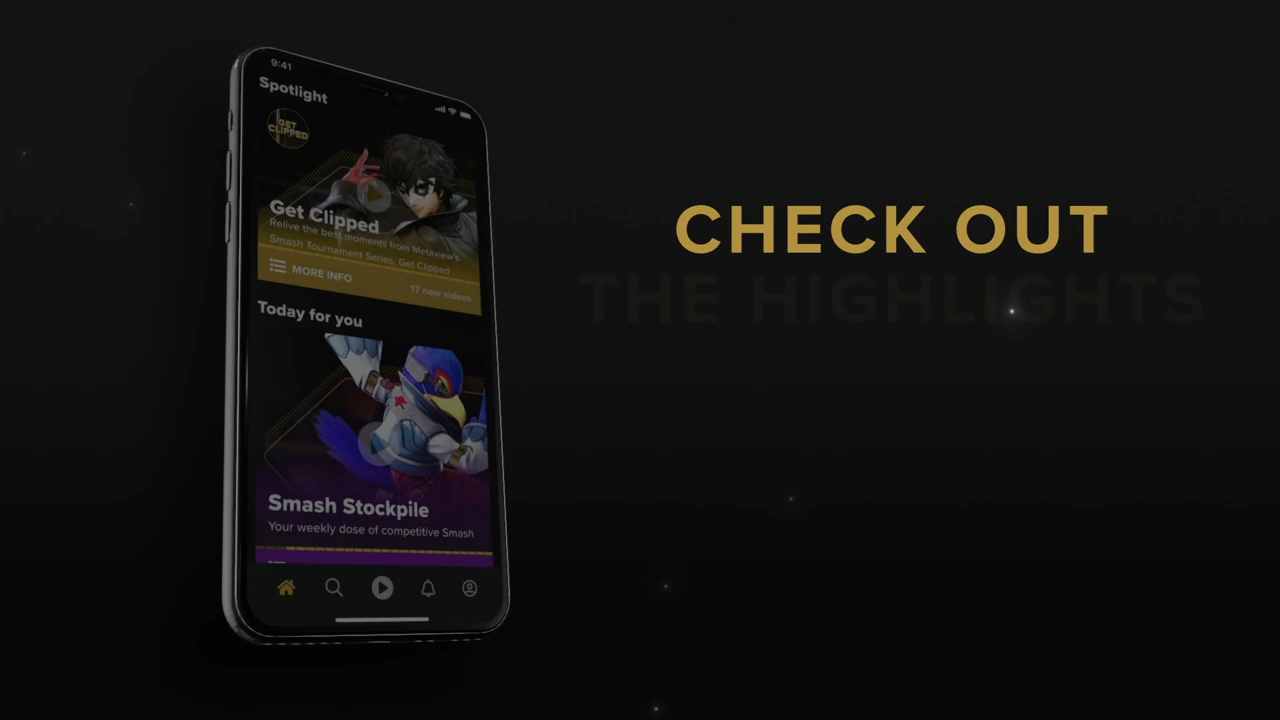 9:41
Spotlight
GET
CLIPPED
Get Clipped
Relive the best moments from Metaview's
Smash Tournament Series, Get Clipped
MORE INFO
17 new videos
Today for you
Smash Stockpile
Your weekly dose of competitive Smash
CHECK OUT
THE HIGHLIGHTS